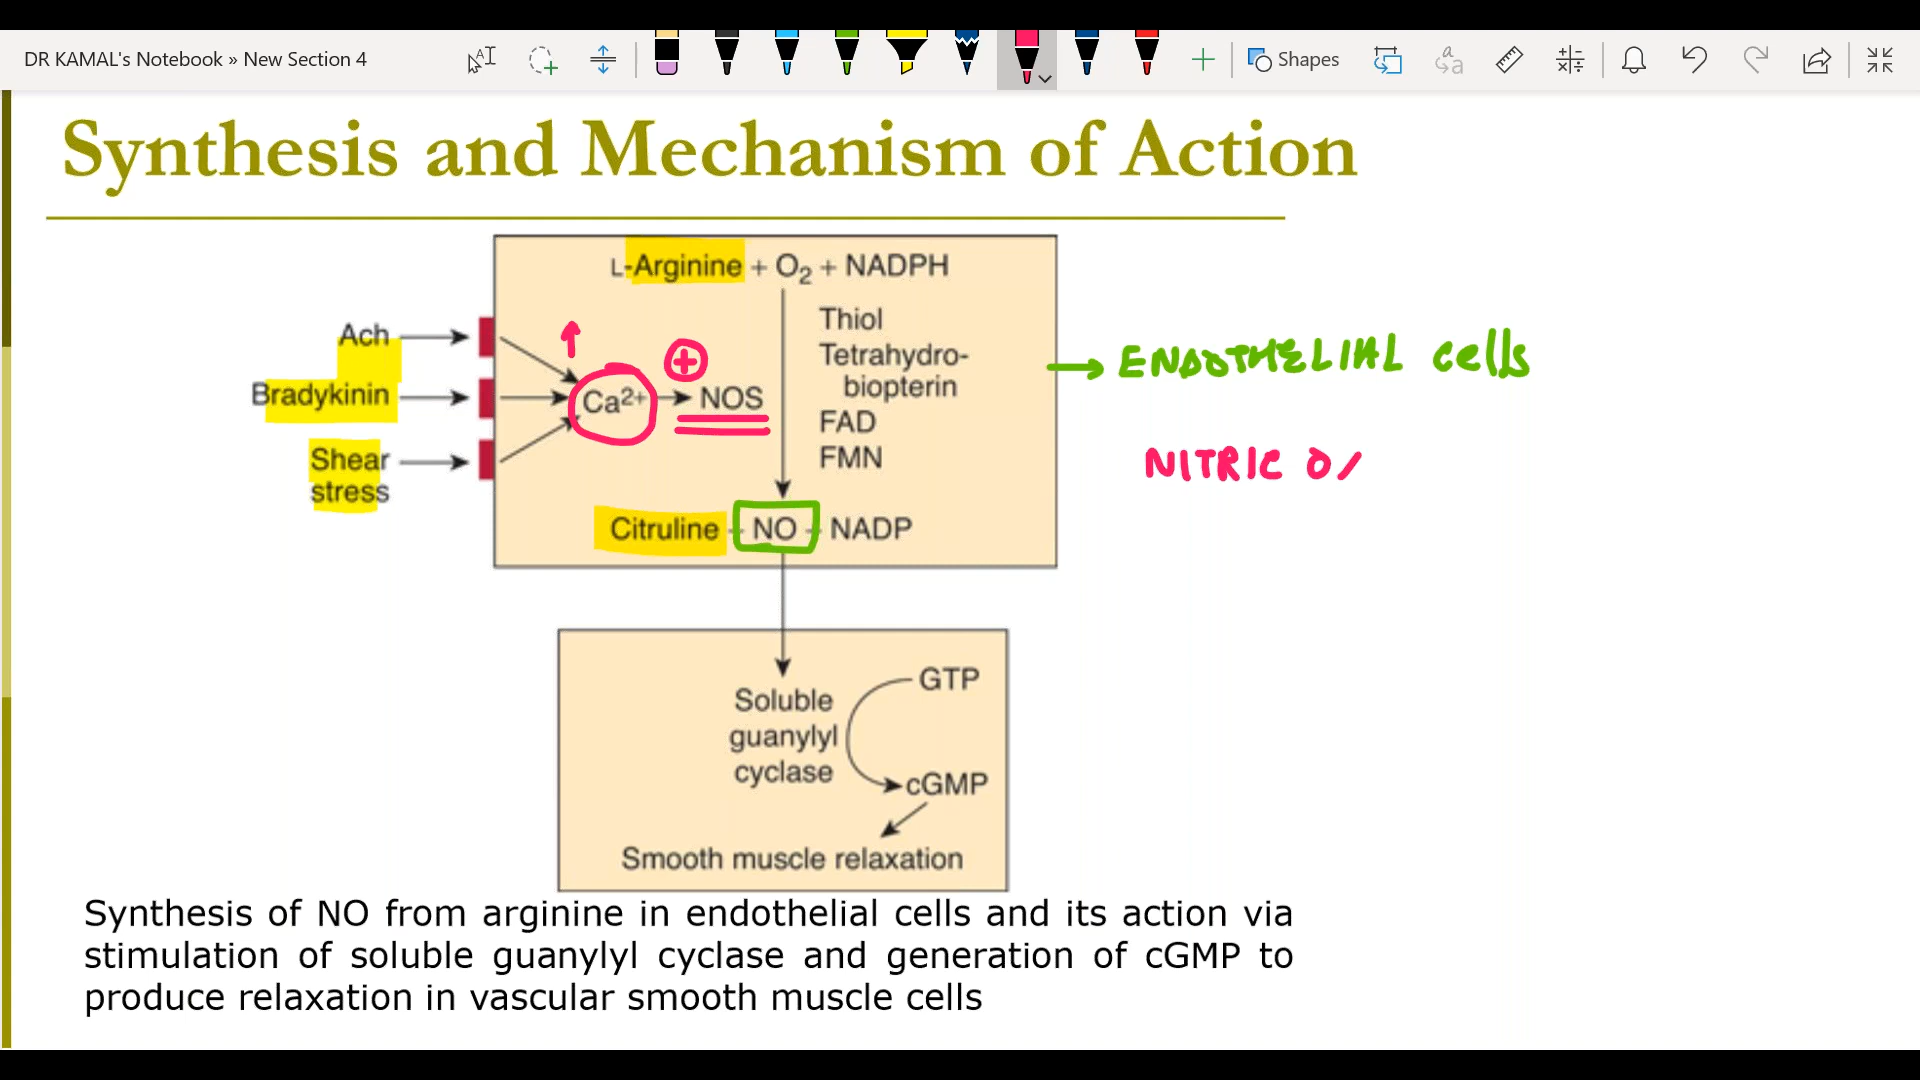 DR KAMAL's Notebook » New Section 4
Shapes
Synthesis and Mechanism of Action
L-Arginine + O2 + NADPH
Thiol
Tetrahydro-
biopterin
FAD
FMN
Ach
Bradykinin
Shear
stress
Ca2+
NOS
Citruline + NO + NADP
ENDOTHELIAL cells
NITRIC O
Soluble
guanylyl
cyclase
GTP
cGMP
Smooth muscle relaxation
Synthesis of NO from arginine in endothelial cells and its action via
stimulation of soluble guanylyl cyclase and generation of cGMP to
produce relaxation in vascular smooth muscle cells